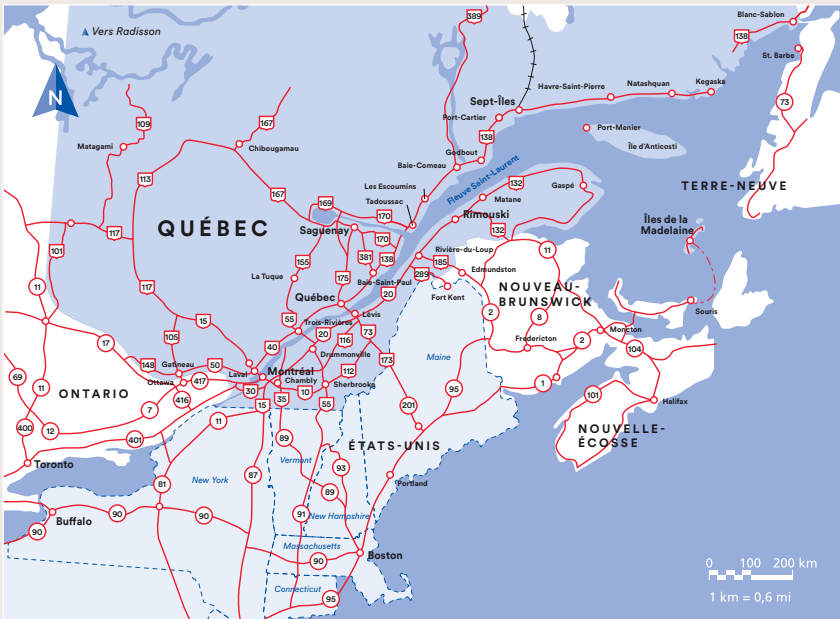 Blanc-Sablon
389
138
Vers Radisson
St. Barbe
N
Havre-Saint-Pierre
Natashquan
Kegaska
Sept-Îles
73
Port-Cartier
109
167
Port-Menier
138
Matagami
Chibougamau
Île d'Anticosti
Godbout
Baie-Comeau
Fleuve Saint-Laurent
113
Les Escoumins
132
Gaspé
TERRE-NEUVE
167
Tadoussac
Matane
169
170
Rimouski
Îles de la
Madelaine
QUÉBEC
Saguenay
132
117
170
101
Rivière-du-Loup
11
155
381
138
185
Edmundston
La Tuque
175
289
Baie-Saint-Paul
11
117
Québec
20
Fort Kent
NOUVEAU-
BRUNSWICK
Souris
55
Lévis
2
8
15
Trois-Rivières
Moncton
105
20
73
17
116
Fredericton
2
40
104
Drummonville
Maine
148
Gatineau
50
173
Laval
Montréal
112
69
Ottawa
417
Chambly
Sherbrooke
1
11
ONTARIO
30
10
95
101
416
35
Halifax
7
15
55
201
400
12
11
NOUVELLE-
ÉCOSSE
401
89
ÉTATS-UNIS
Toronto
Vermont
93
New York
87
Portland
81
89
Buffalo
90
90
91
New Hampshire
90
Massachusetts
Boston
90
0 100 200 km
Connecticut
95
1 km = 0,6 mi